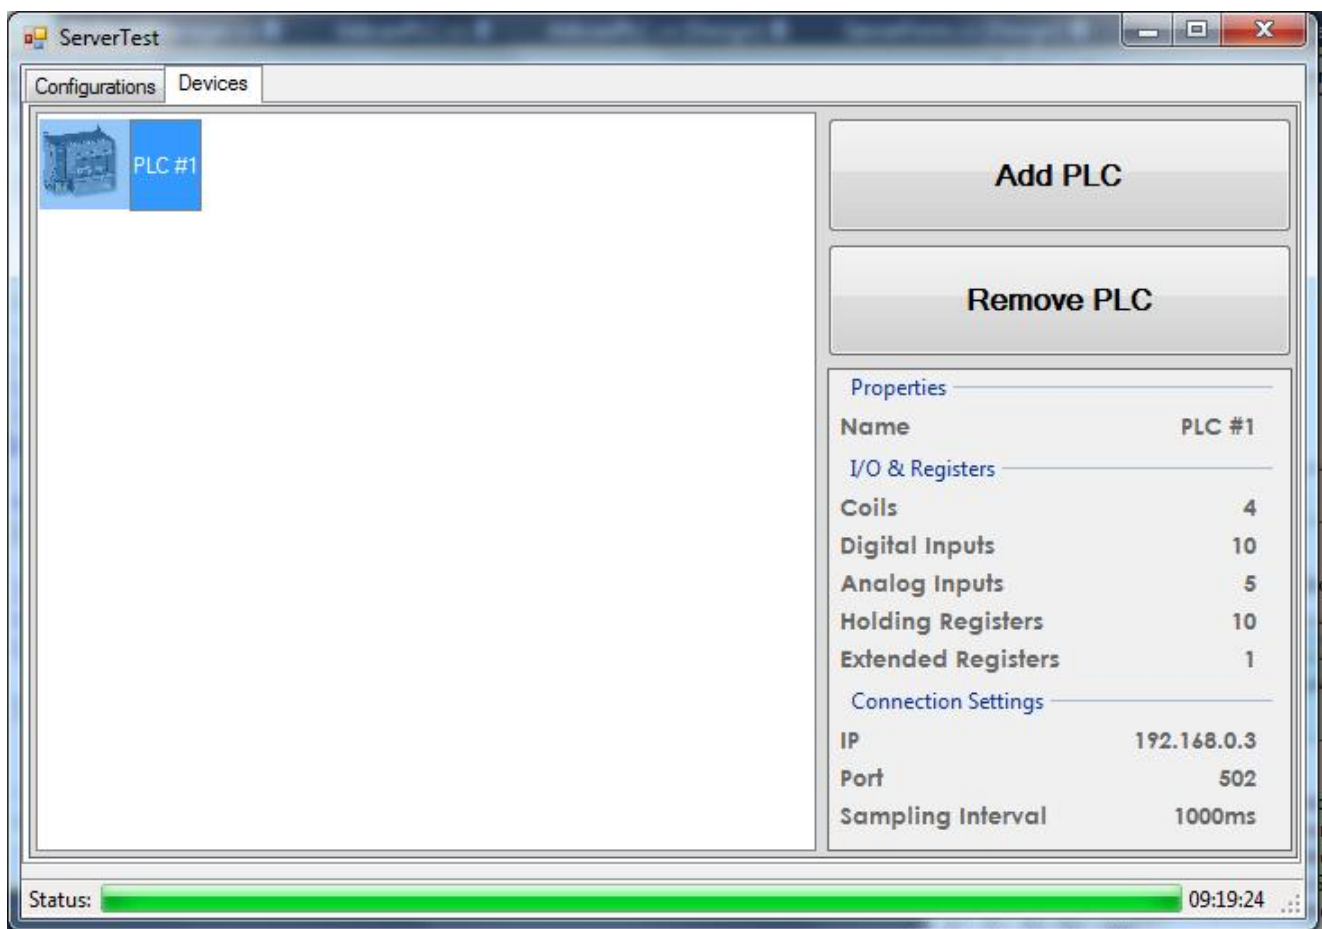 ServerTest
Configurations Devices
PLC #1
Add PLC
Remove PLC
Properties
Name PLC #1
I/O & Registers
Coils 4
Digital Inputs 10
Analog Inputs 5
Holding Registers 10
Extended Registers 1
Connection Settings
IP 192.168.0.3
Port 502
Sampling Interval 1000ms
Status: 09:19:24